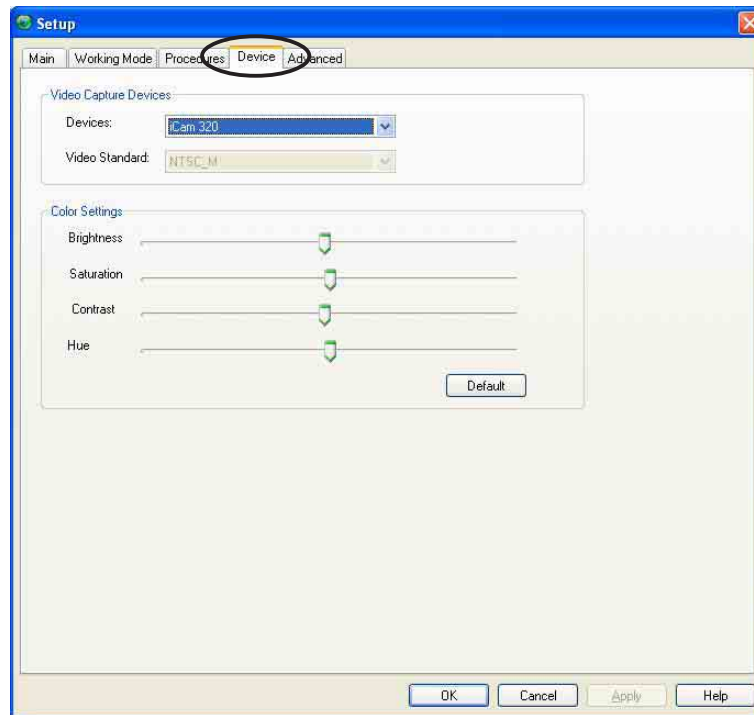 Setup
Main Working Mode Procedures Device Advanced
Video Capture Devices
Devices: iCam 320
Video Standard: NTSC_M
Color Settings
Brightness
Saturation
Contrast
Hue
Default
OK Cancel Apply Help